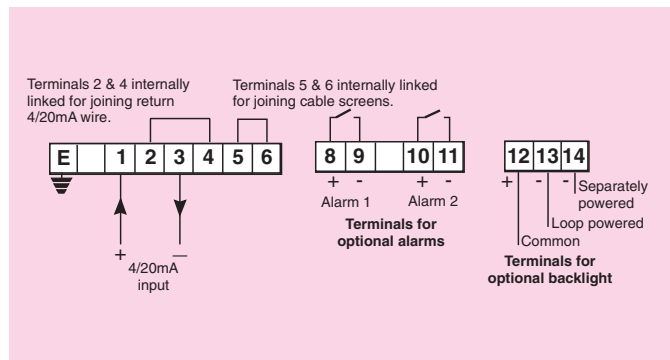 Terminals 2 & 4 internally
linked for joining return
4/20mA wire.
Terminals 5 & 6 internally linked
for joining cable screens.
E 1 2 3 4 5 6
8 9 10 11
12 13 14
+ - + -
Alarm 1 Alarm 2
Terminals for
optional alarms
+ - -
Separately
powered
Loop powered
Common
Terminals for
optional backlight
+ —
4/20mA
input